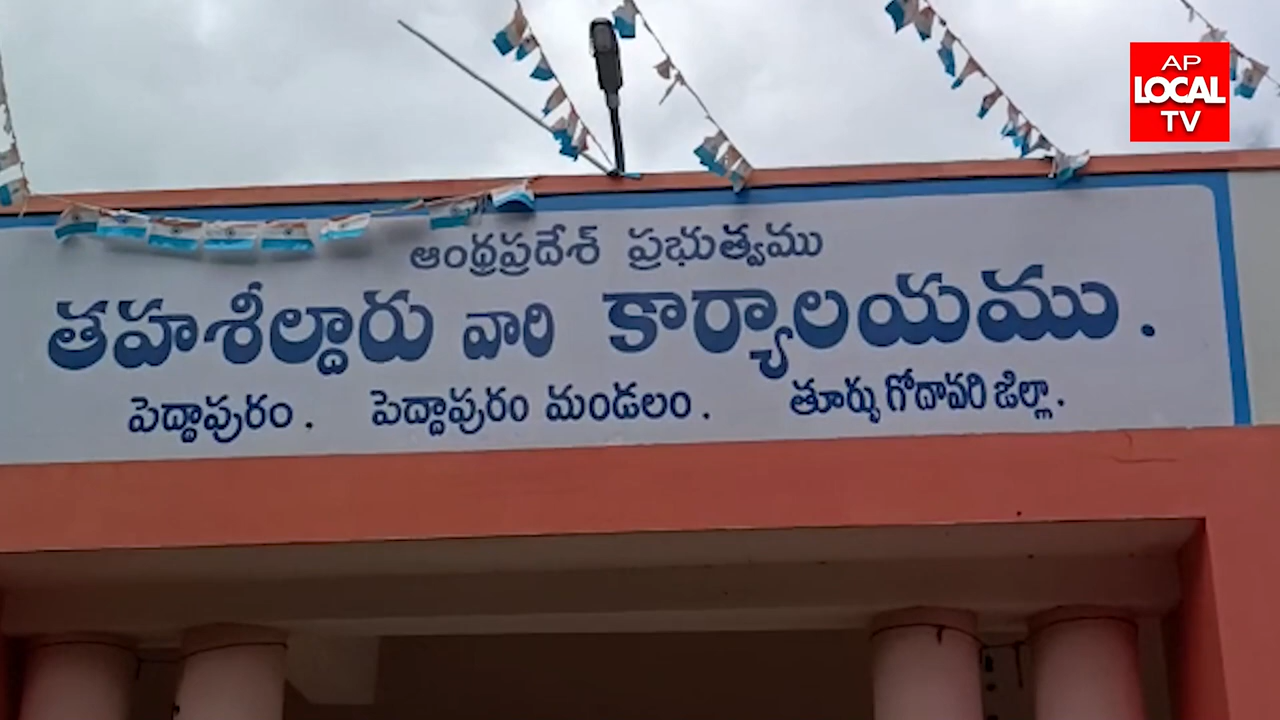 AP
LOCAL
TV
ఆంధ్రప్రదేశ్ ప్రభుత్వము
తహశీల్దారు వారి కార్యాలయము.
పెద్దాపురం. పెద్దాపురం మండలం. తూర్పు గోదావరి జిల్లా.